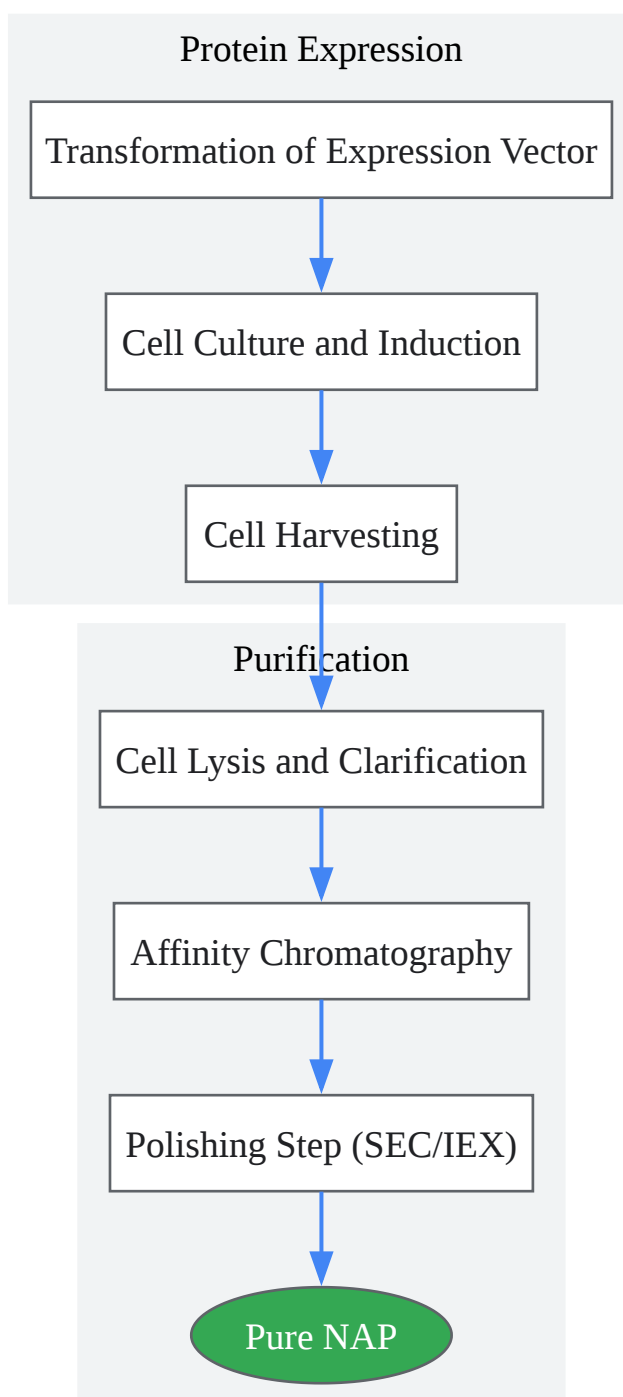 Protein Expression
Transformation of Expression Vector
Cell Culture and Induction
Cell Harvesting
Purification
Cell Lysis and Clarification
Affinity Chromatography
Polishing Step (SEC/IEX)
Pure NAP